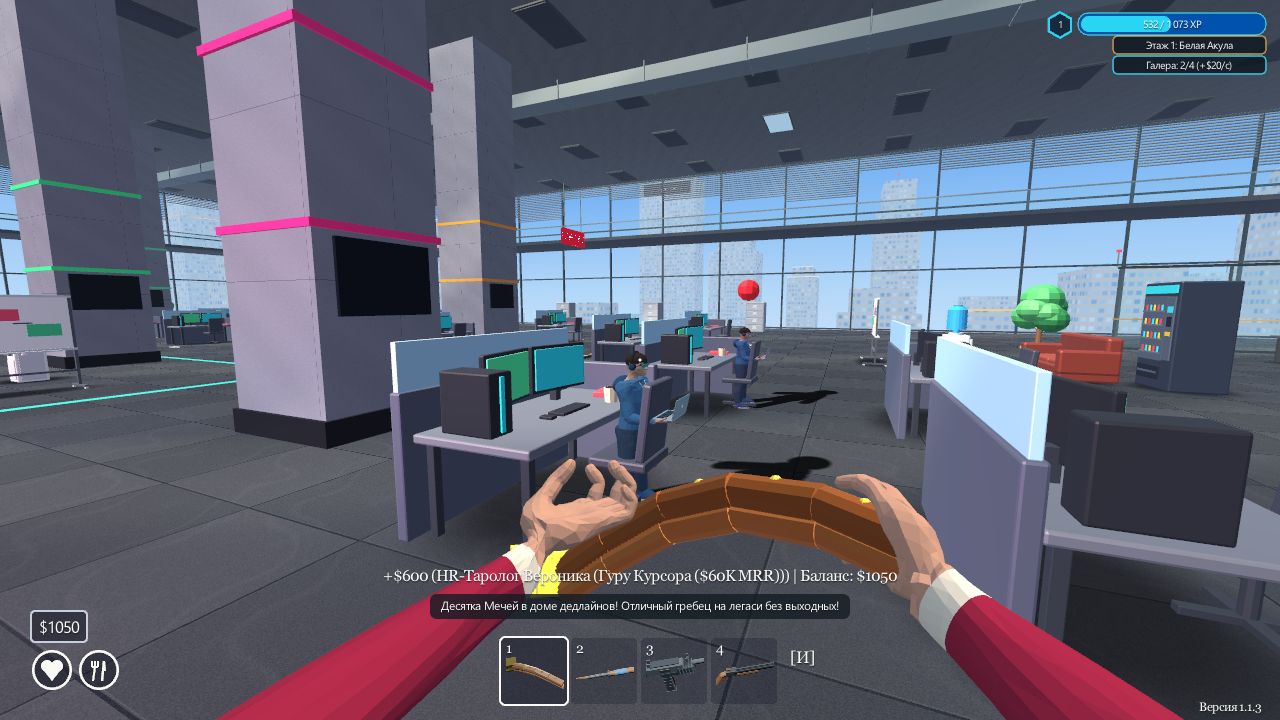 1
532 / 1 073 XP
Этаж 1: Белая Акула
Галера: 2/4 (+$20/с)
+$600 (HR-Таролог Вероника (Гуру Курсора ($60K MRR))) | Баланс: $1050
Десятка Мечей в доме дедлайнов! Отличный гребец на легаси без выходных!
$1050
1
2
3
4
[И]
Версия 1.1.3